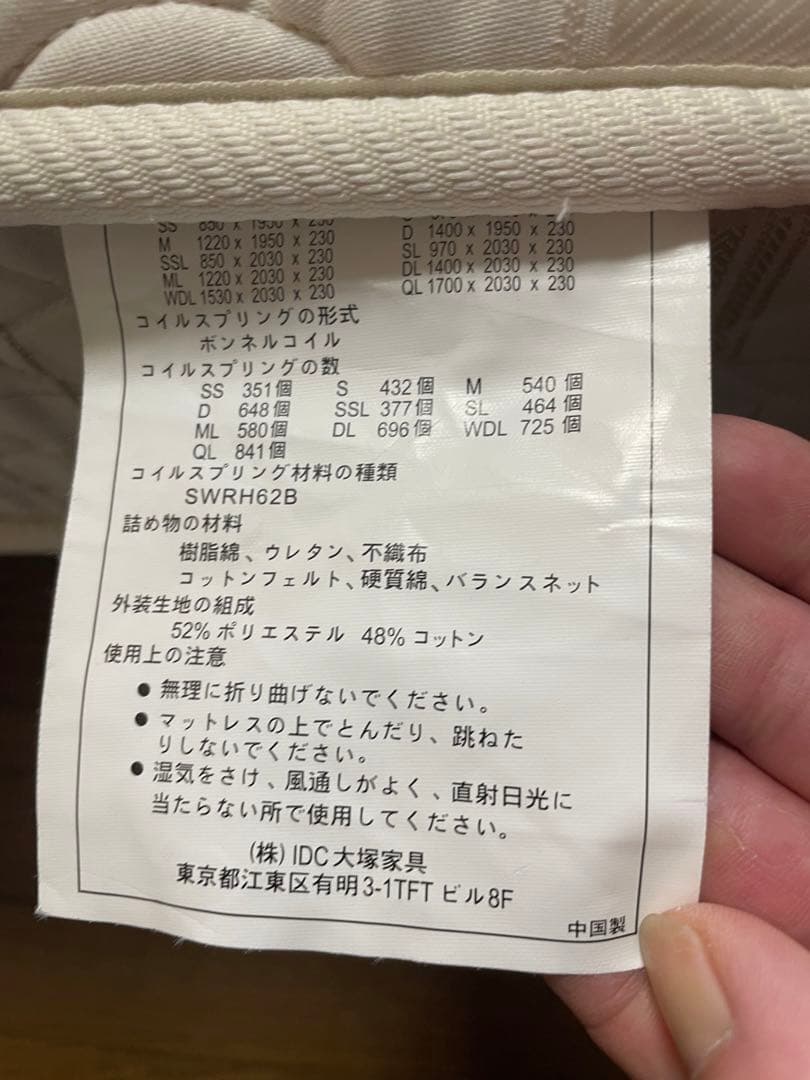 SS 850 x 1950 x 230
D 1400 x 1950 x 230
M 1220 x 1950 x 230
SL 970 x 2030 x 230
SSL 850 x 2030 x 230
DL 1400 x 2030 x 230
ML 1220 x 2030 x 230
QL 1700 x 2030 x 230
WDL 1530 x 2030 x 230
コイルスプリングの形式
ボンネルコイル
コイルスプリングの数
SS 351個 S 432個 M 540個
D 648個 SSL 377個 SL 464個
ML 580個 DL 696個 WDL 725個
QL 841個
コイルスプリング材料の種類
SWRH62B
詰め物の材料
樹脂綿、ウレタン、不織布
コットンフェルト、硬質綿、バランスネット
外装生地の組成
52% ポリエステル 48% コットン
使用上の注意
● 無理に折り曲げないでください。
● マットレスの上でとんだり、跳ねた
りしないでください。
● 湿気をさけ、風通しがよく、直射日光に
当たらない所で使用してください。
(株) IDC大塚家具
東京都江東区有明3-1TFT ビル8F
中国製